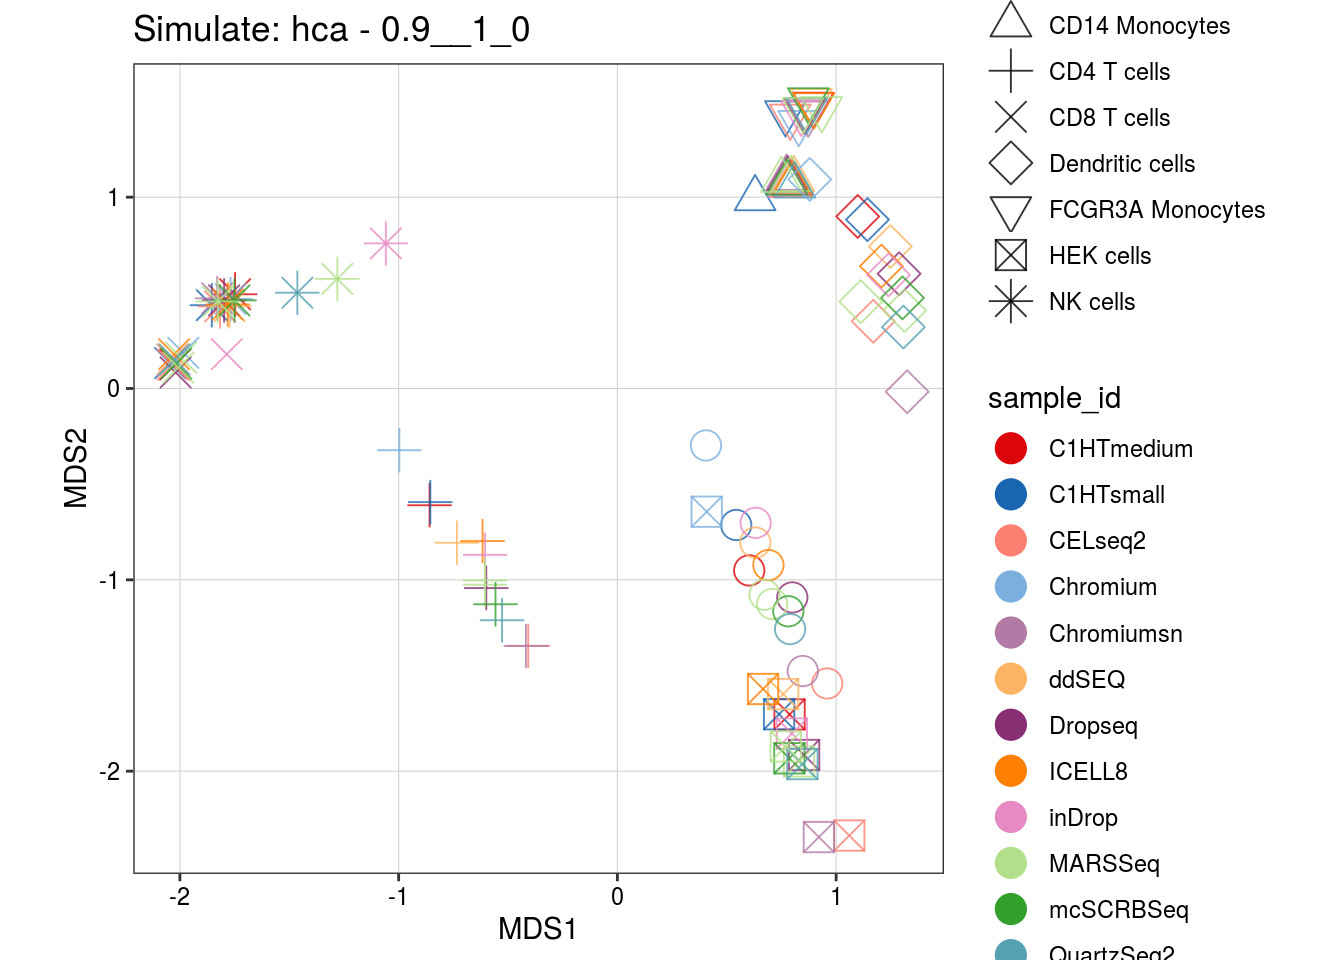 Simulate: hca - 0.9__1_0
1
0
-1
-2
MDS2
-2
-1
0
1
MDS1
CD14 Monocytes
CD4 T cells
CD8 T cells
Dendritic cells
FCGR3A Monocytes
HEK cells
NK cells
sample_id
C1HTmedium
C1HTsmall
CELseq2
Chromium
Chromiumsn
ddSEQ
Dropseq
ICELL8
inDrop
MARSSeq
mcSCRBSeq
QuartzSeq2